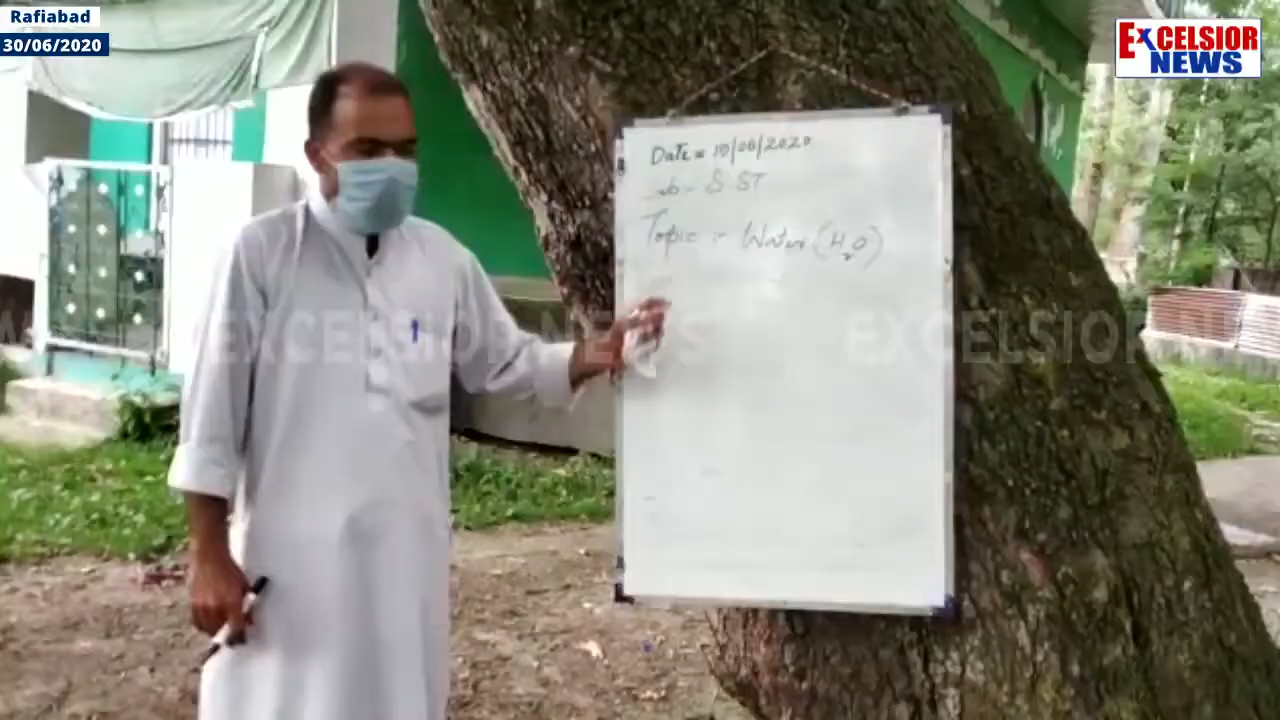 Rafiabad
30/06/2020
EXCELSIOR
NEWS
Date = 10/06/2020
Sub - S ST
Topic :- Water (H2O)
EXCELSIOR NEWS
EXCELSIOR